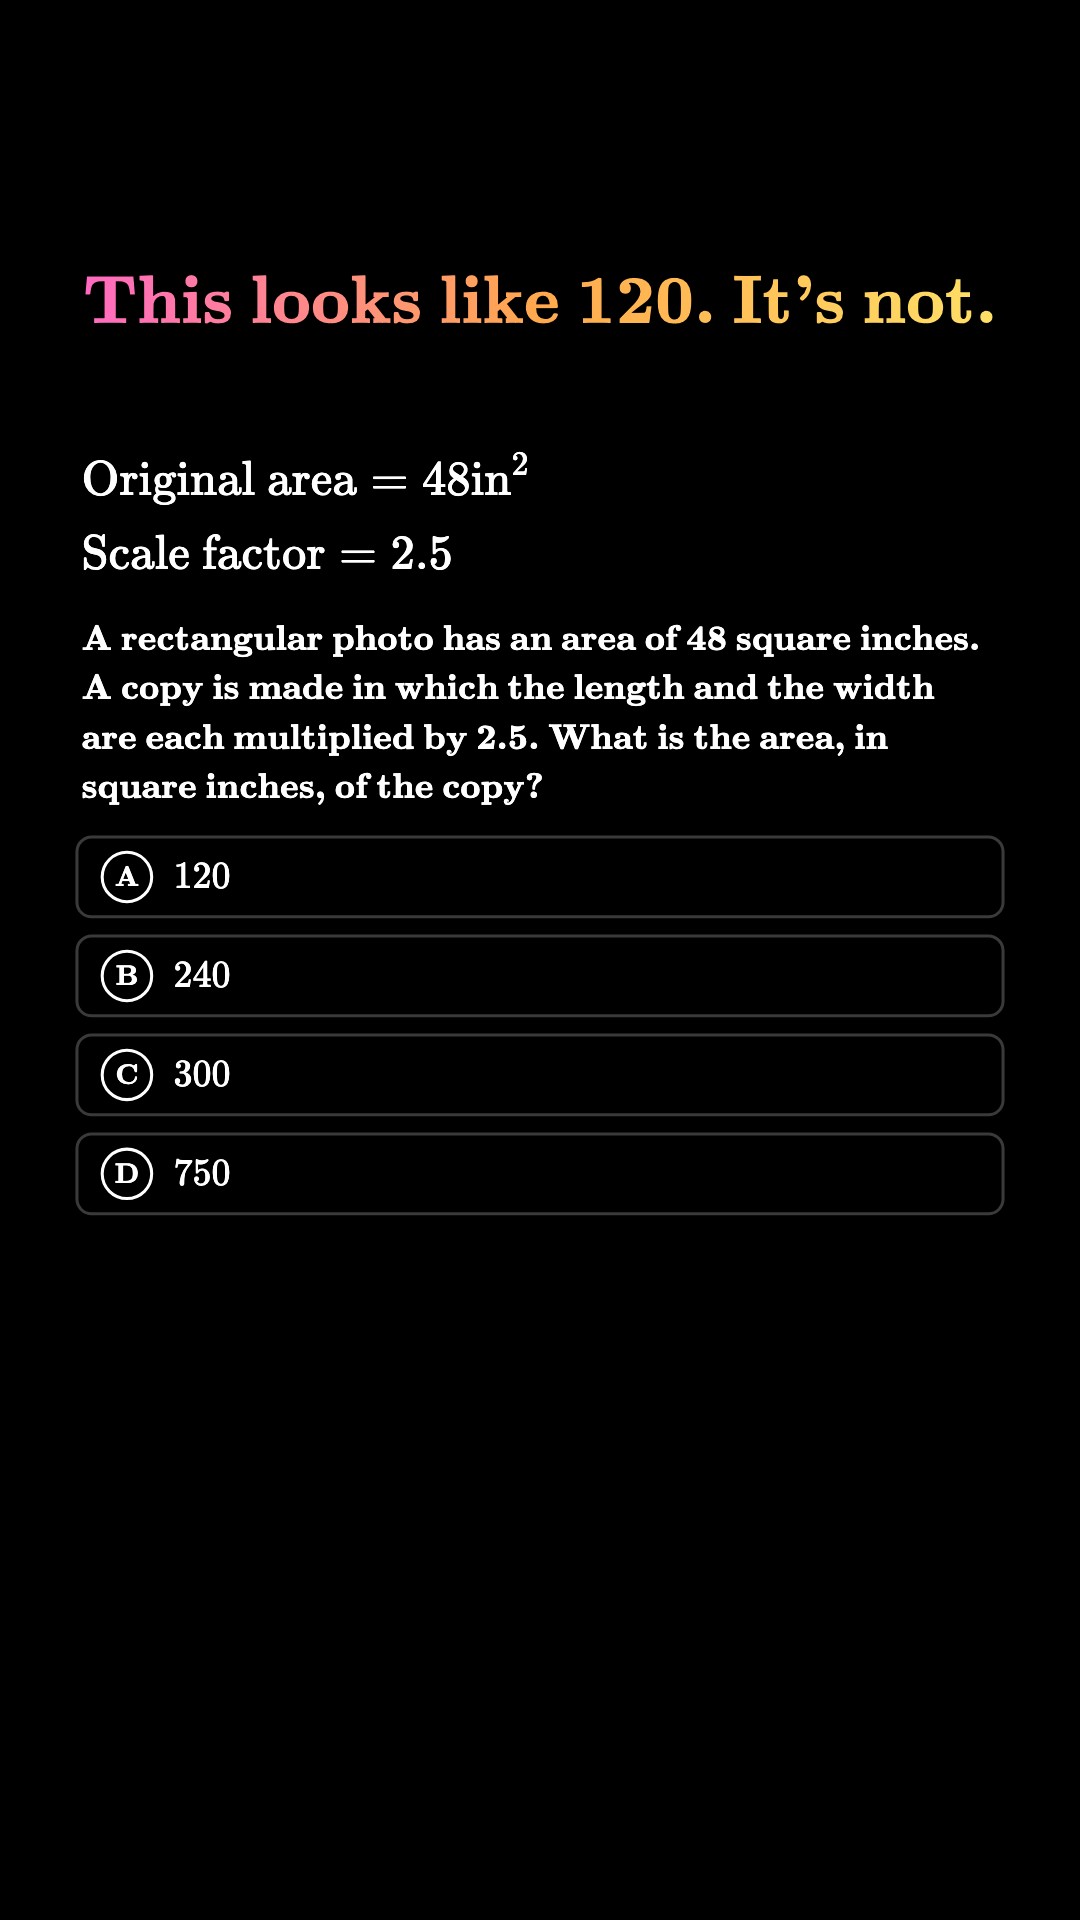 This looks like 120. It’s not.
Original area = 48in²
Scale factor = 2.5
A rectangular photo has an area of 48 square inches.
A copy is made in which the length and the width
are each multiplied by 2.5. What is the area, in
square inches, of the copy?
A 120
B 240
C 300
D 750